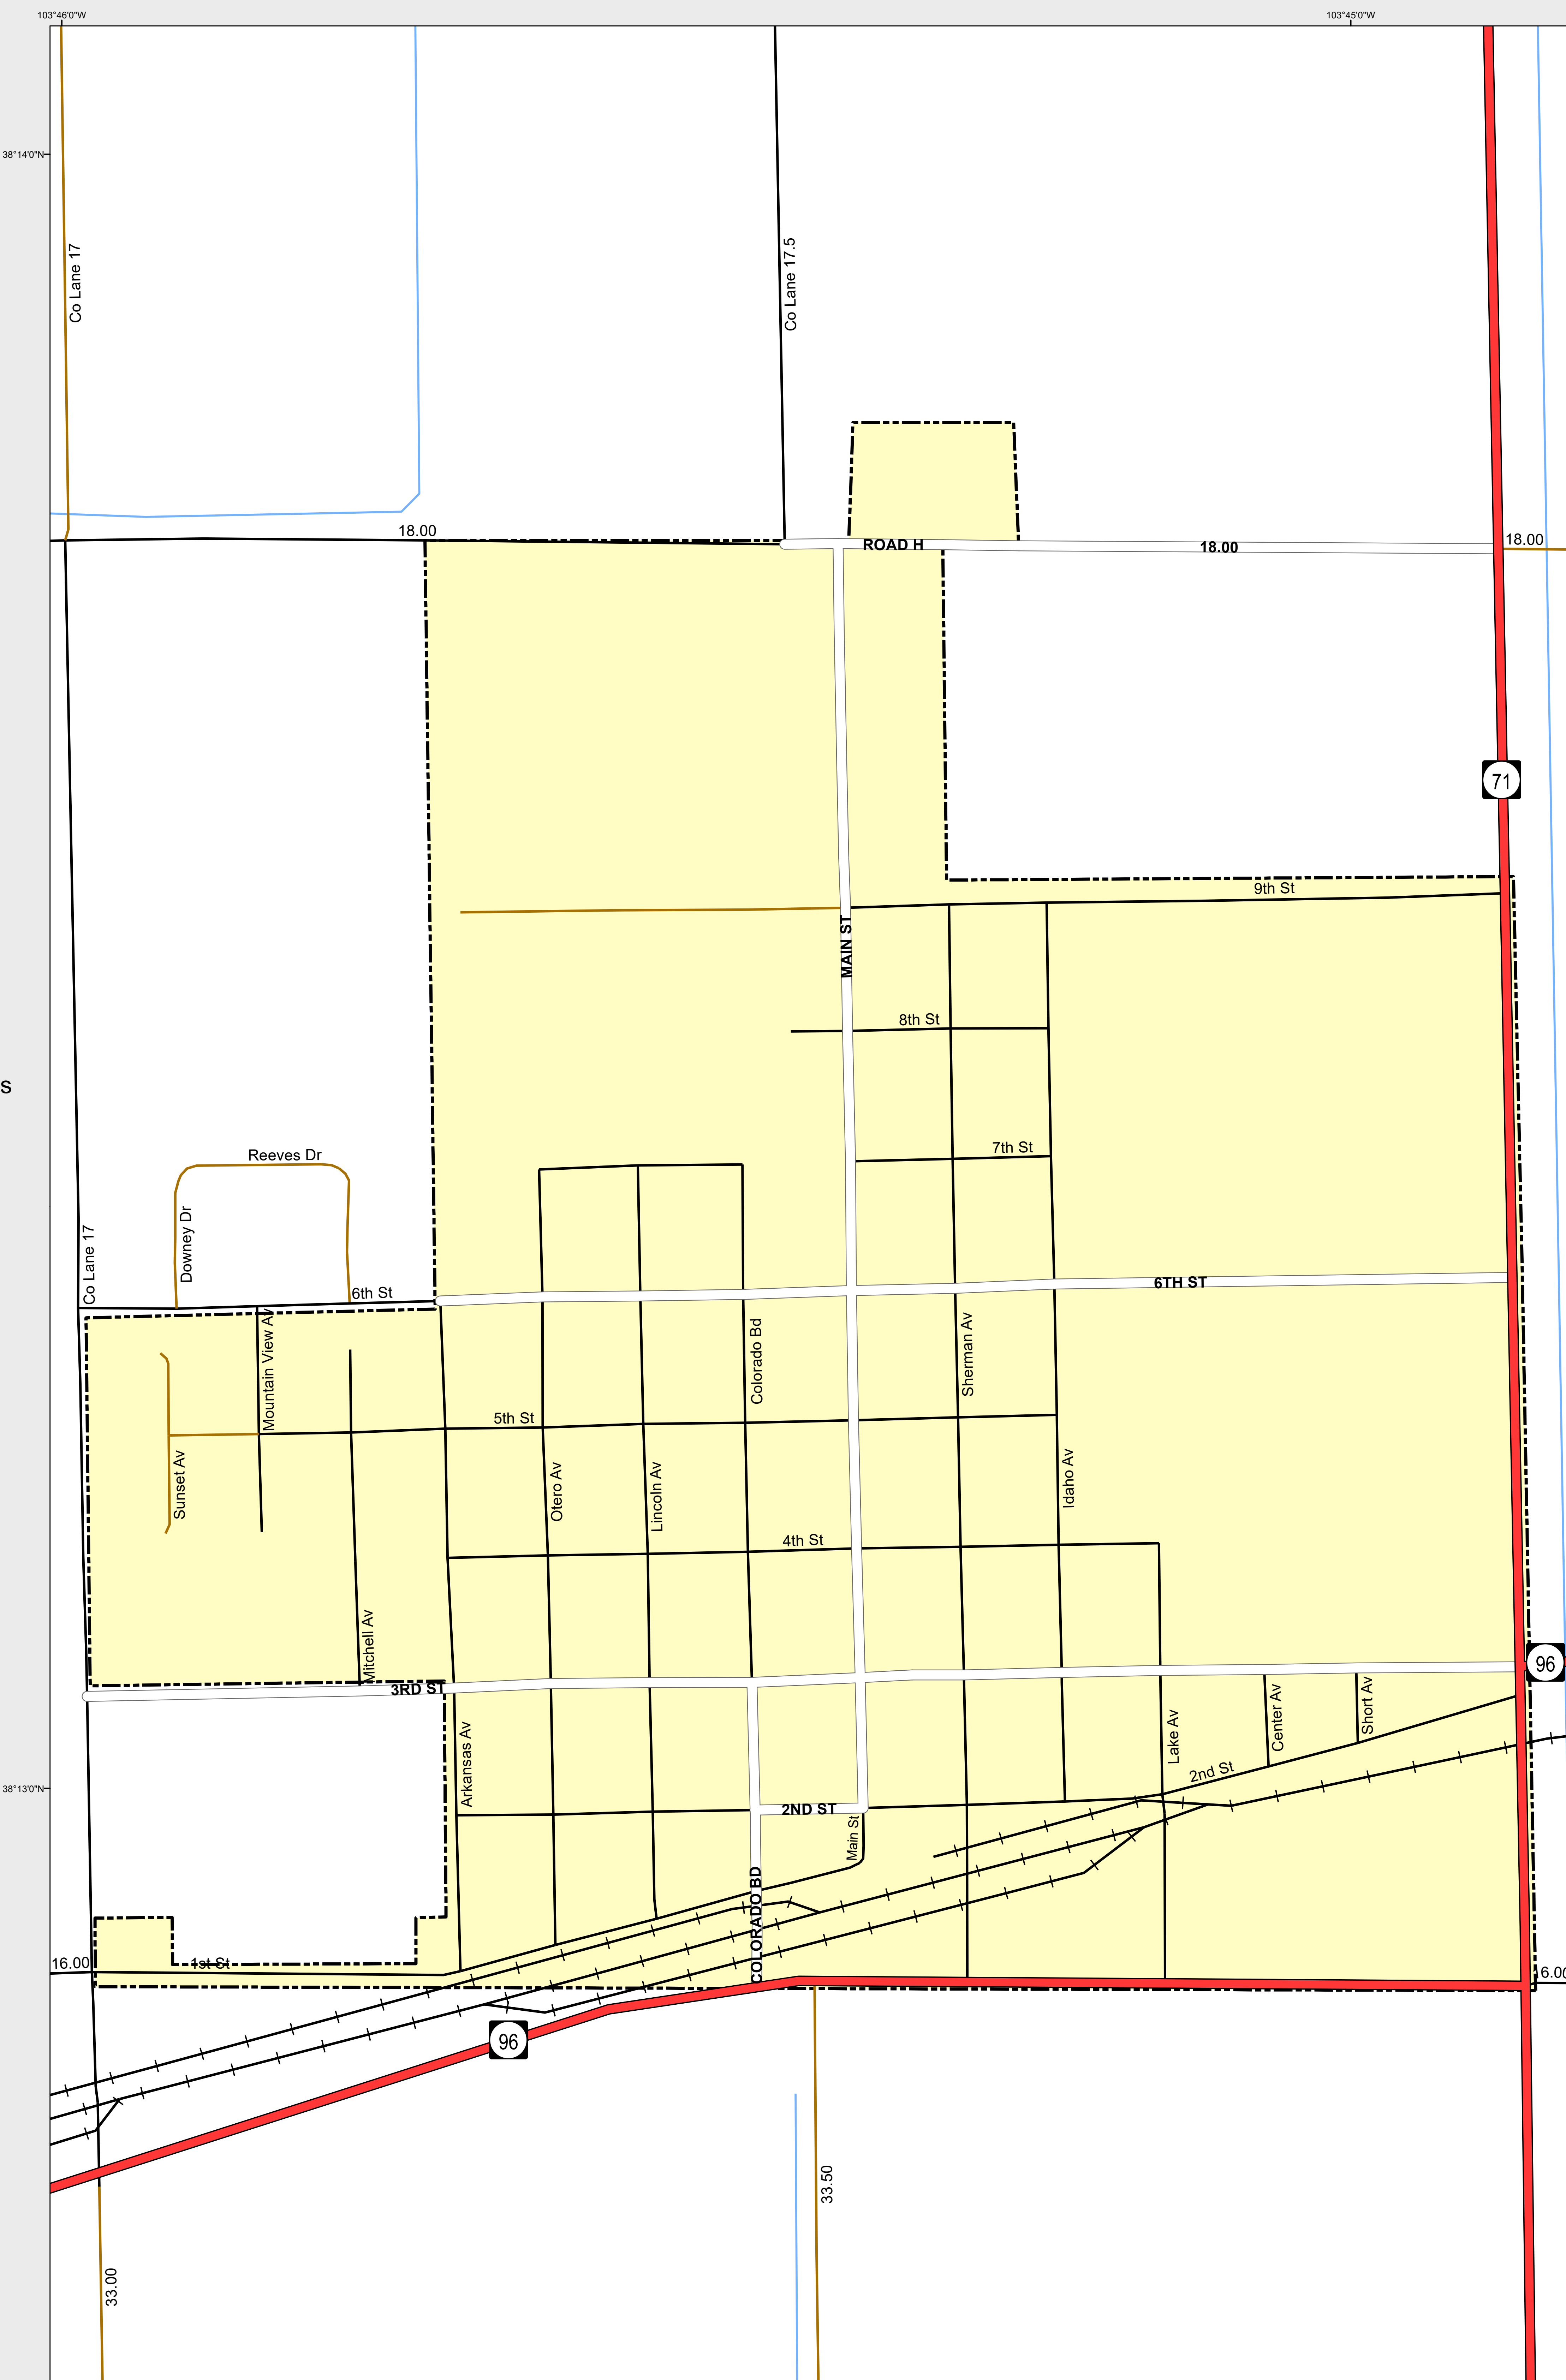 103°46'0"W
103°45'0"W
38°14'0"N
Co Lane 17
Co Lane 17.5
18.00
ROAD H
18.00
18.00
71
9th St
MAIN ST
8th St
S
7th St
Reeves Dr
Downey Dr
Co Lane 17
6th St
6TH ST
Mountain View Av
Colorado Bd
Sherman Av
5th St
Sunset Av
Otero Av
Lincoln Av
Idaho Av
4th St
Mitchell Av
96
3RD ST
Arkansas Av
Lake Av
Center Av
Short Av
38°13'0"N
2nd St
2ND ST
Main St
COLORADO BD
16.00
1st St
16.00
96
33.50
33.00